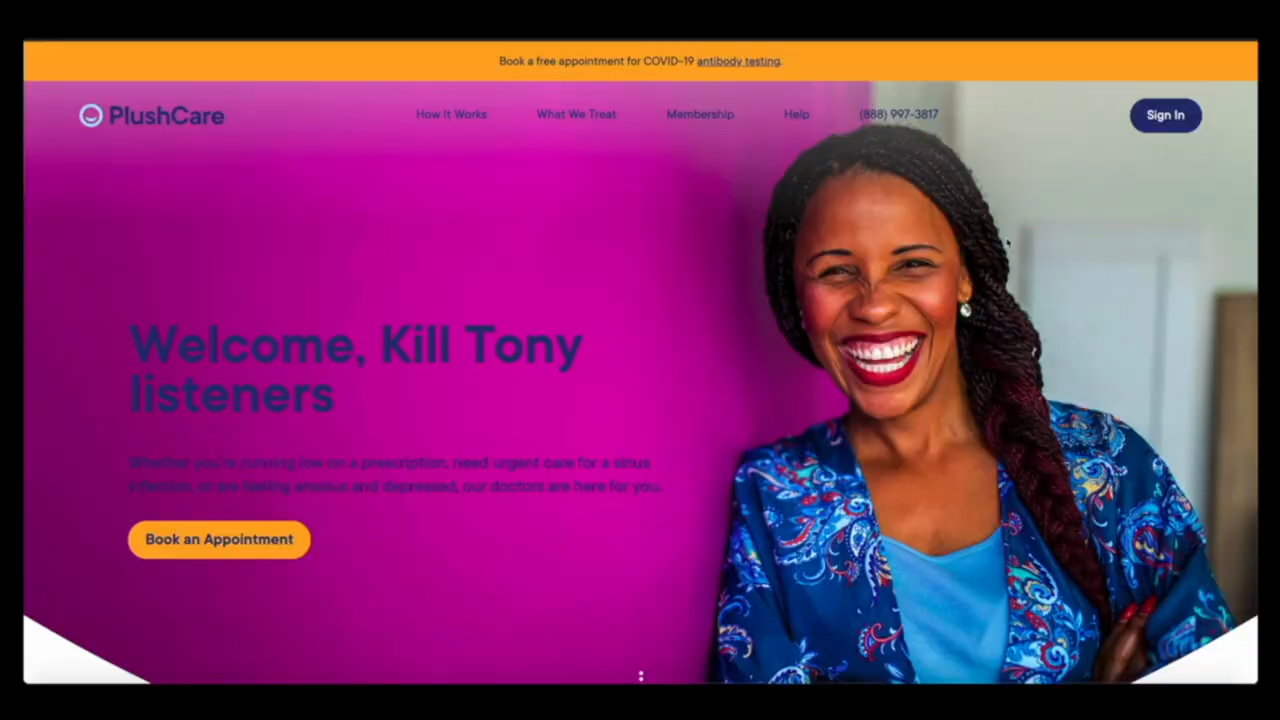 Book a free appointment for COVID-19 antibody testing.
PlushCare
How It Works
What We Treat
Membership
Help
(888) 997-3817
Sign In
Welcome, Kill Tony
listeners
Whether you're running low on a prescription, need urgent care for a sinus
infection, or are feeling anxious and depressed, our doctors are here for you.
Book an Appointment